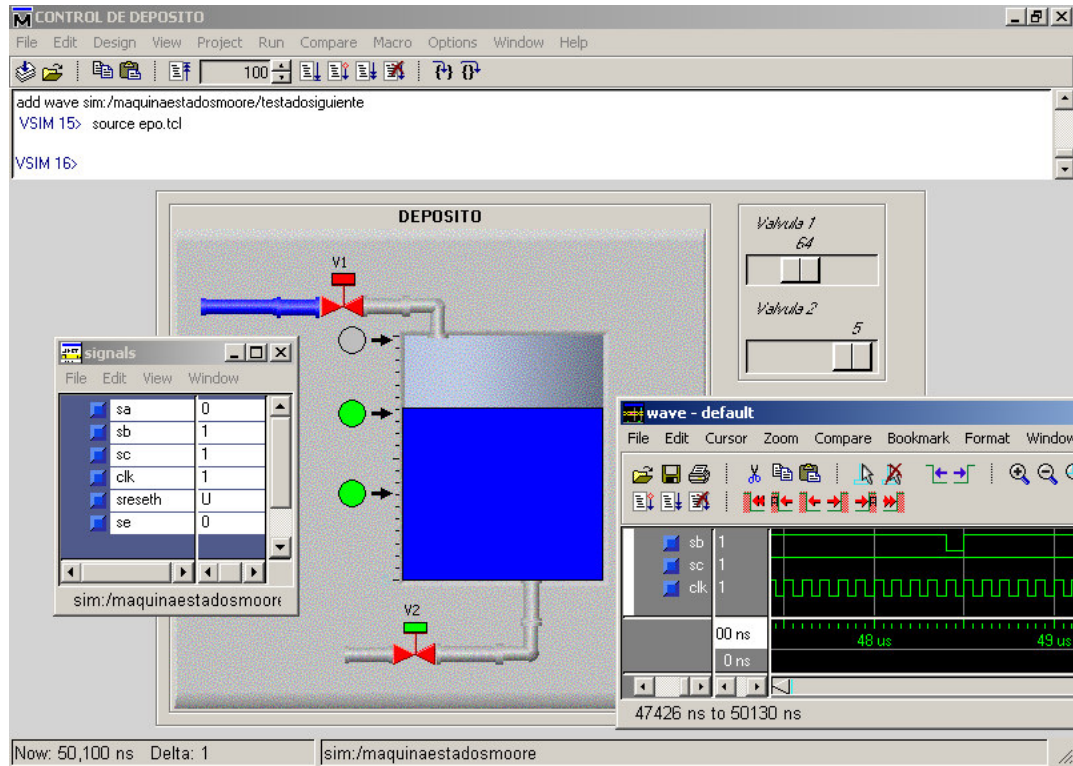 CONTROL DE DEPOSITO
File Edit Design View Project Run Compare Macro Options Window Help
100
add wave sim:/maquinaestadosmoore/testadosiguiente
VSIM 15> source epo.tcl
VSIM 16>
DEPOSITO
V1
Valvula 1
64
Valvula 2
5
signals
File Edit View Window
sa 0
sb 1
sc 1
clk 1
sreseth U
se 0
sim:/maquinaestadosmoore
V2
wave - default
File Edit Cursor Zoom Compare Bookmark Format Window
sb 1
sc 1
clk 1
00 ns
48 us 49 us
0 ns
47426 ns to 50130 ns
Now: 50,100 ns Delta: 1 sim:/maquinaestadosmoore